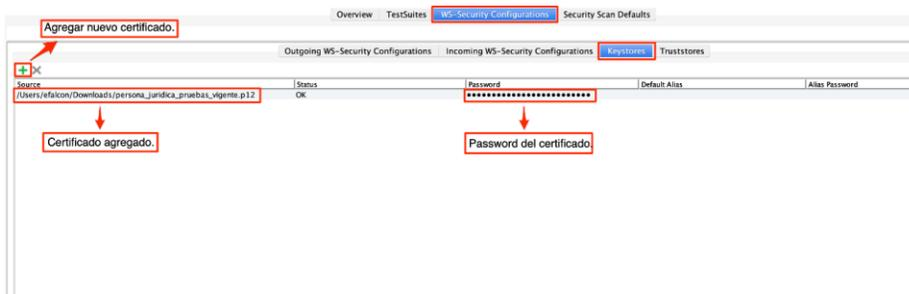 Overview TestSuites WS-Security Configurations Security Scan Defaults
Agregar nuevo certificado.
Outgoing WS-Security Configurations Incoming WS-Security Configurations Keystores Truststores
Source Status Password Default Alias Alias Password
/Users/efalcon/Downloads/persona_juridica_pruebas_vigente.p12 OK
Certificado agregado. Password del certificado.